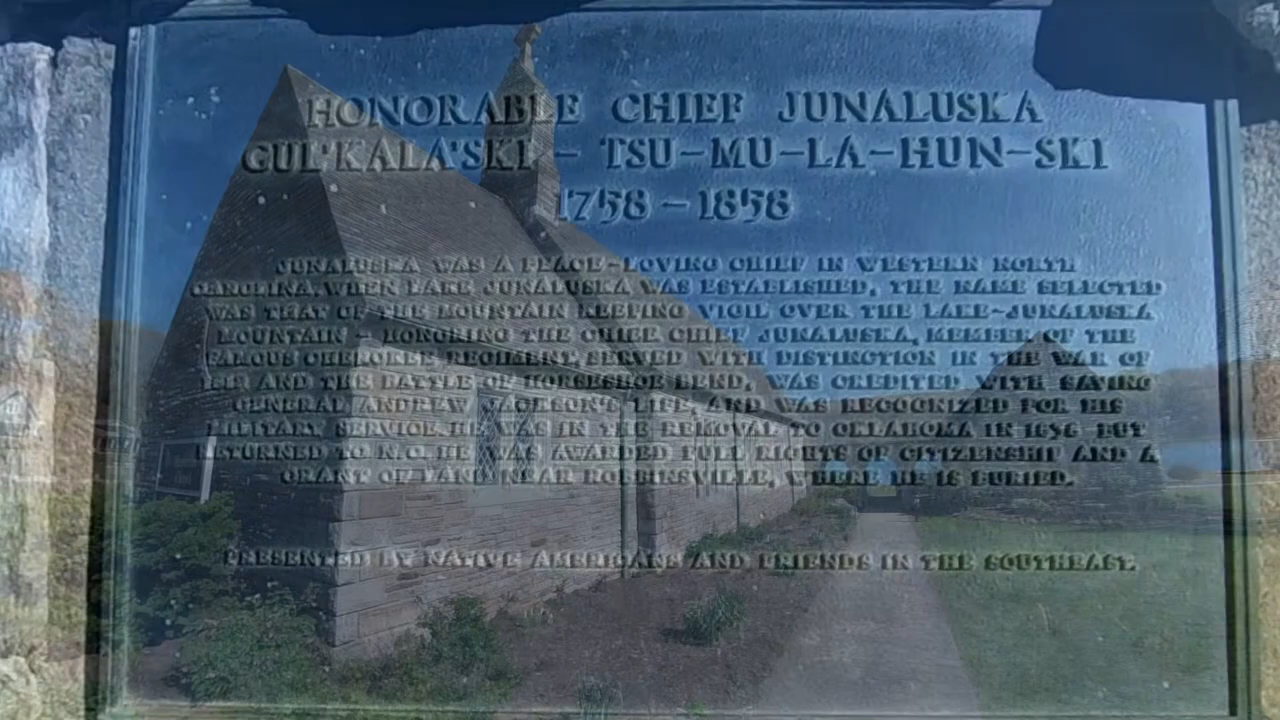 HONORABLE CHIEF JUNALUSKA
GUL'KALA'SKI – TSU–MU–LA–HUN–SKI
1758 – 1858
JUNALUSKA WAS A PEACE-LOVING CHIEF IN WESTERN NORTH
CAROLINA. WHEN LAKE JUNALUSKA WAS ESTABLISHED, THE NAME SELECTED
WAS THAT OF THE MOUNTAIN KEEPING VIGIL OVER THE LAKE–JUNALUSKA
MOUNTAIN – HONORING THE CHIEF. CHIEF JUNALUSKA, MEMBER OF THE
FAMOUS CHEROKEE REGIMENT, SERVED WITH DISTINCTION IN THE WAR OF
1812 AND THE BATTLE OF HORSESHOE BEND, WAS CREDITED WITH SAVING
GENERAL ANDREW JACKSON'S LIFE, AND WAS RECOGNIZED FOR HIS
MILITARY SERVICE. HE WAS IN THE REMOVAL TO OKLAHOMA IN BUT
RETURNED TO N.C. HE WAS AWARDED FULL RIGHTS OF CITIZENSHIP AND A
GRANT OF LAND NEAR ROBBINSVILLE, WHERE HE IS BURIED.
PRESENTED BY NATIVE AMERICANS AND FRIENDS IN THE SOUTHEAST.